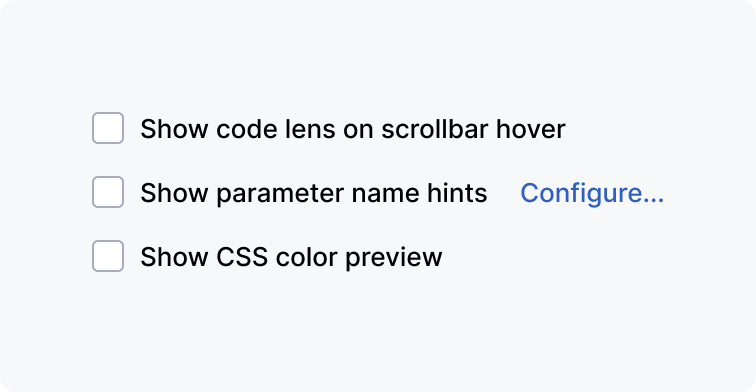 Show code lens on scrollbar hover
Show parameter name hints Configure...
Show CSS color preview